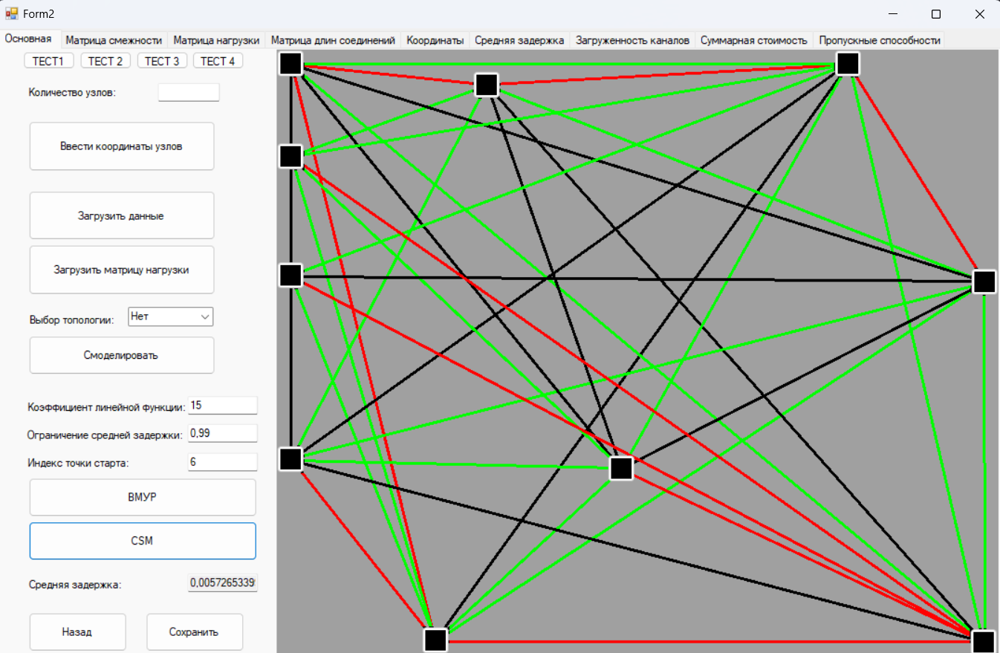 Form2
Основная Матрица смежности Матрица нагрузки Матрица длин соединений Координаты Средняя задержка Загруженность каналов Суммарная стоимость Пропускные способности
ТЕСТ1 ТЕСТ 2 ТЕСТ 3 ТЕСТ 4
Количество узлов:
Ввести координаты узлов
Загрузить данные
Загрузить матрицу нагрузки
Выбор топологии: Нет
Смоделировать
Коэффициент линейной функции: 15
Ограничение средней задержки: 0,99
Индекс точки старта: 6
ВМУР
CSM
Средняя задержка: 0,0057265339
Назад Сохранить